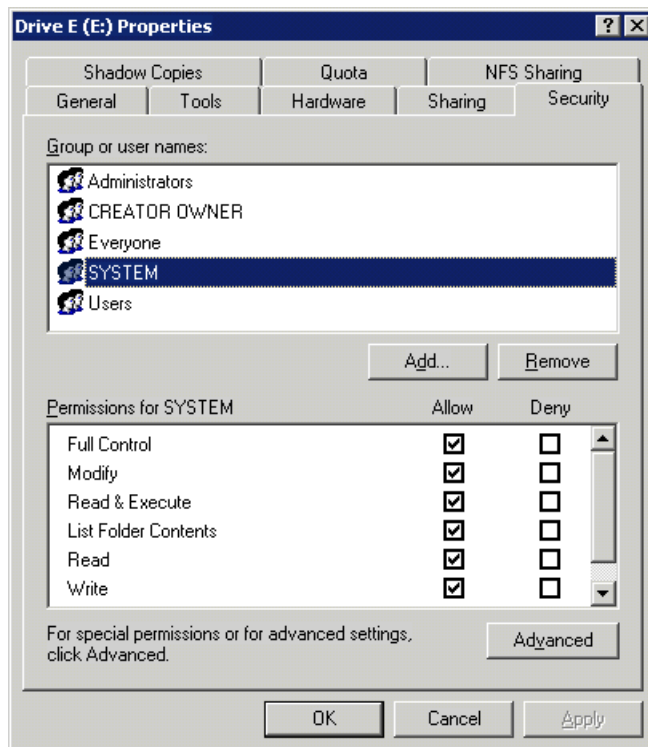 Drive E (E:) Properties
Shadow Copies Quota NFS Sharing
General Tools Hardware Sharing Security
Group or user names:
Administrators
CREATOR OWNER
Everyone
SYSTEM
Users
Add... Remove
Permissions for SYSTEM Allow Deny
Full Control
Modify
Read & Execute
List Folder Contents
Read
Write
For special permissions or for advanced settings,
click Advanced.
Advanced
OK Cancel Apply